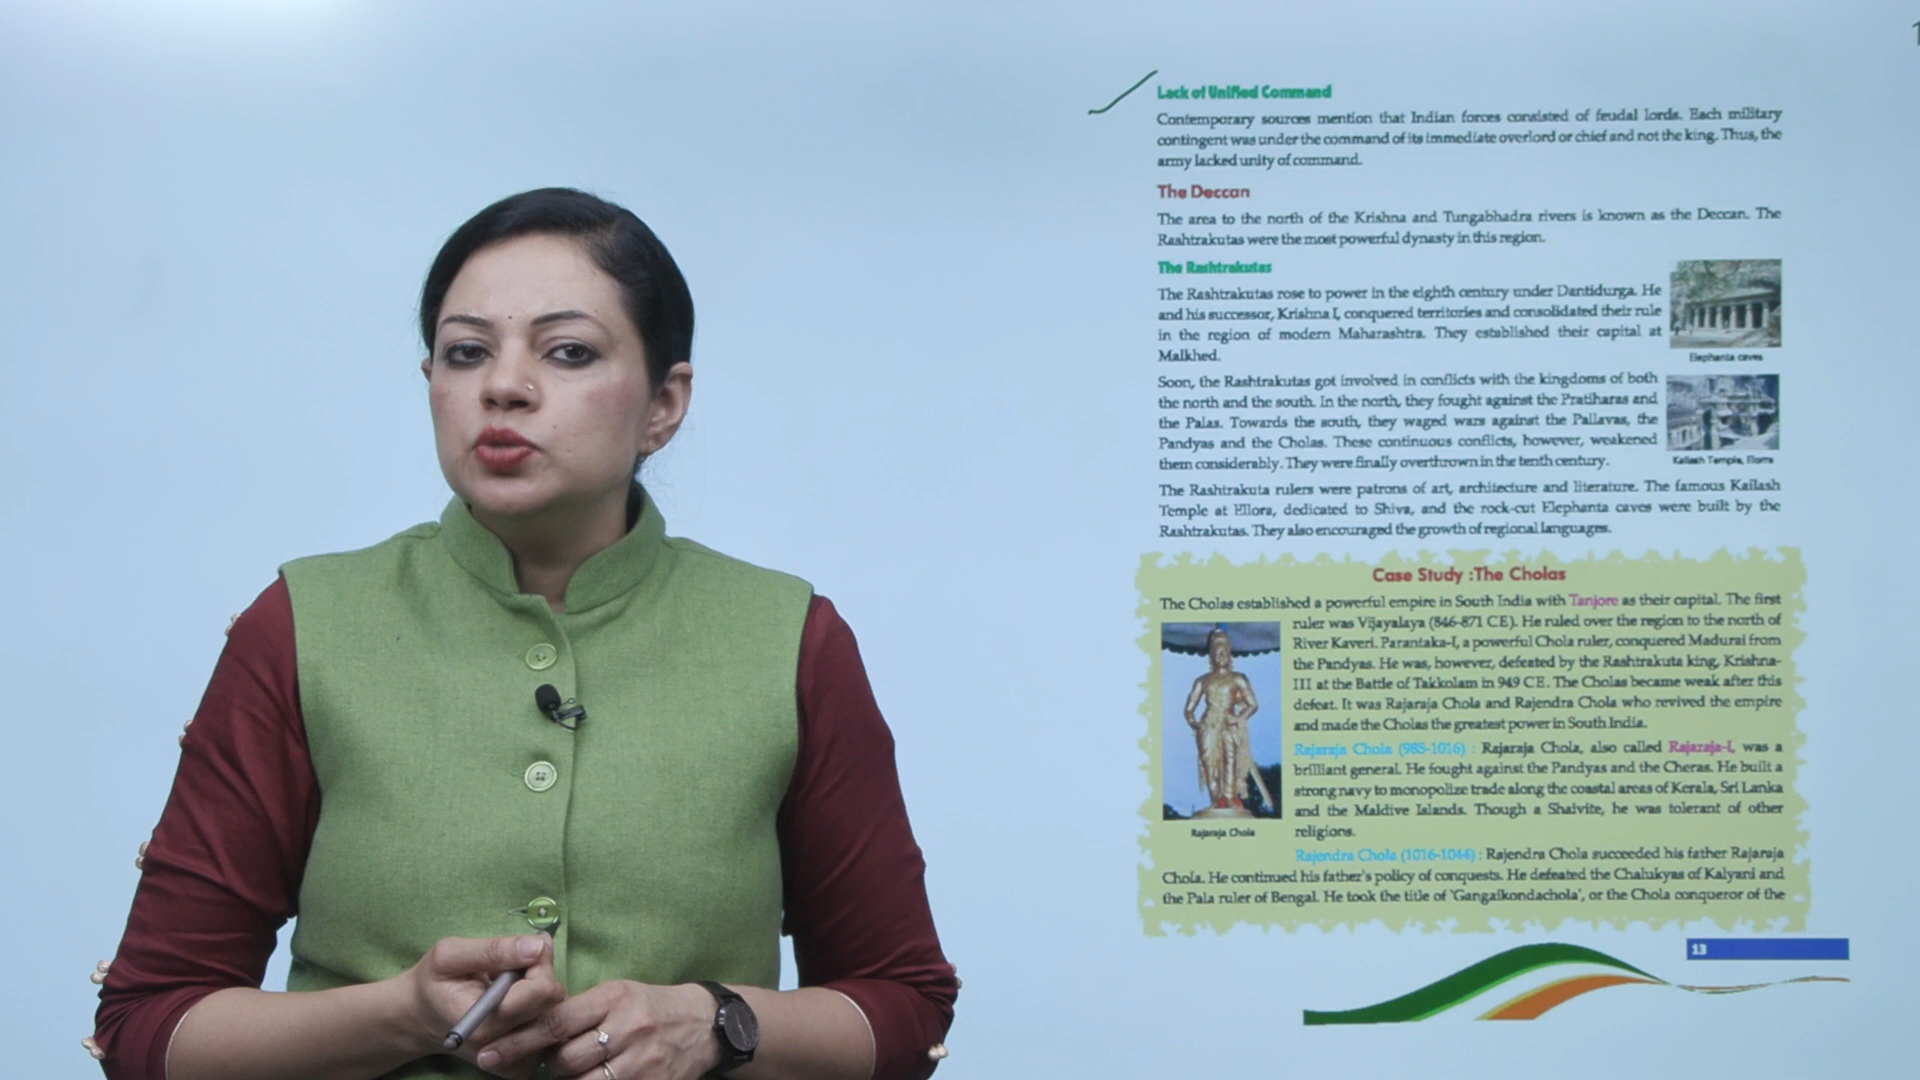 1
Lack of Unified Command
Contemporary sources mention that Indian forces consisted of feudal lords. Each military
contingent was under the command of its immediate overlord or chief and not the king. Thus, the
army lacked unity of command.
The Deccan
The area to the north of the Krishna and Tungabhadra rivers is known as the Deccan. The
Rashtrakutas were the most powerful dynasty in this region.
The Rashtrakutas
The Rashtrakutas rose to power in the eighth century under Dantidurga. He
and his successor, Krishna I, conquered territories and consolidated their rule
in the region of modern Maharashtra. They established their capital at
Malkhed.
Elephanta caves
Soon, the Rashtrakutas got involved in conflicts with the kingdoms of both
the north and the south. In the north, they fought against the Pratiharas and
the Palas. Towards the south, they waged wars against the Pallavas, the
Pandyas and the Cholas. These continuous conflicts, however, weakened
them considerably. They were finally overthrown in the tenth century.
Kailash Temple, Ellora
The Rashtrakuta rulers were patrons of art, architecture and literature. The famous Kailash
Temple at Ellora, dedicated to Shiva, and the rock-cut Elephanta caves were built by the
Rashtrakutas. They also encouraged the growth of regional languages.
Case Study :The Cholas
The Cholas established a powerful empire in South India with Tanjore as their capital. The first
ruler was Vijayalaya (846-871 CE). He ruled over the region to the north of
River Kaveri. Parantaka-I, a powerful Chola ruler, conquered Madurai from
the Pandyas. He was, however, defeated by the Rashtrakuta king, Krishna-
III at the Battle of Takkolam in 949 CE. The Cholas became weak after this
defeat. It was Rajaraja Chola and Rajendra Chola who revived the empire
and made the Cholas the greatest power in South India.
Rajaraja Chola (985-1016) : Rajaraja Chola, also called Rajaraja-I, was a
brilliant general. He fought against the Pandyas and the Cheras. He built a
strong navy to monopolize trade along the coastal areas of Kerala, Sri Lanka
and the Maldive Islands. Though a Shaivite, he was tolerant of other
religions.
Rajaraja Chola
Rajendra Chola (1016-1044) : Rajendra Chola succeeded his father Rajaraja
Chola. He continued his father's policy of conquests. He defeated the Chalukyas of Kalyani and
the Pala ruler of Bengal. He took the title of 'Gangaikondachola', or the Chola conqueror of the
13